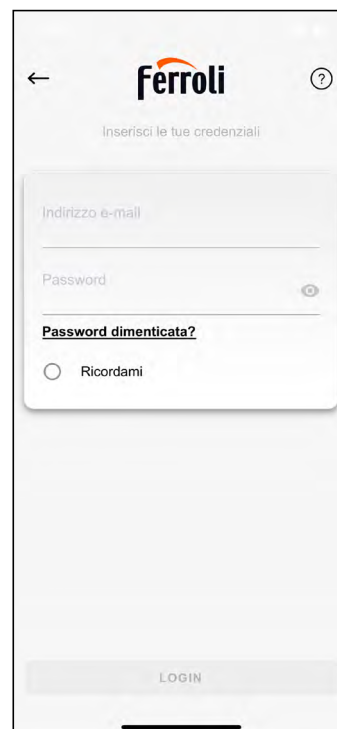 Ferroli
?
Inserisci le tue credenziali
Indirizzo e-mail
Password
Password dimenticata?
Ricordami
LOGIN